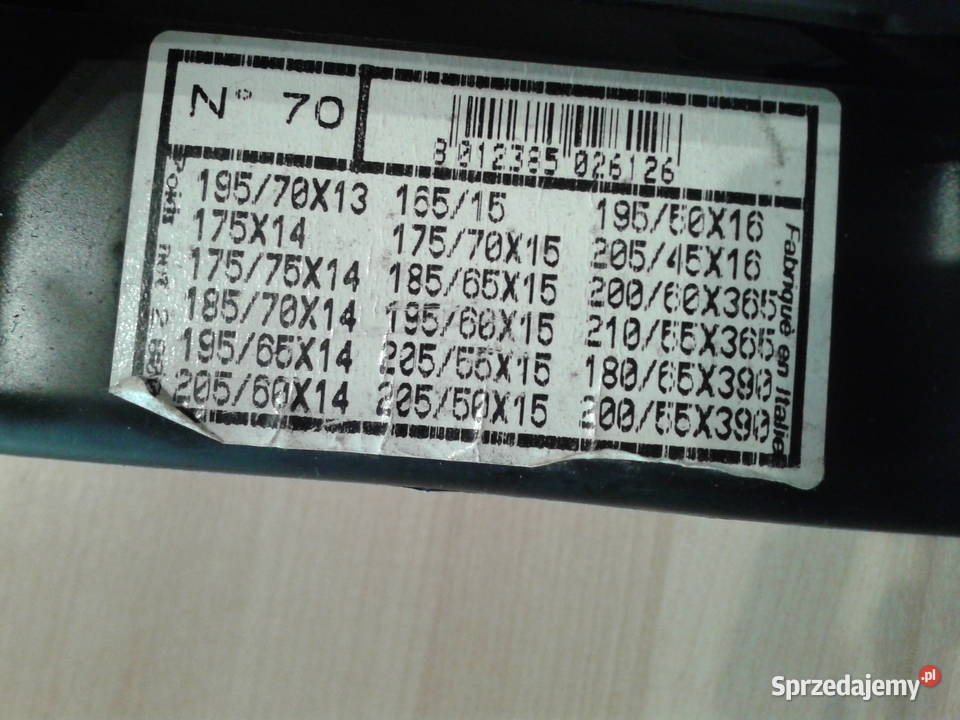 N° 70
8 012385 026126
195/70X13 165/15 195/50X16
175X14 175/70X15 205/45X16
175/75X14 185/65X15 200/60X365
185/70X14 195/60X15 210/55X365
195/65X14 205/55X15 180/65X390
205/60X14 205/50X15 200/55X390
Fabriqué en Italie
Sprzedajemy.pl